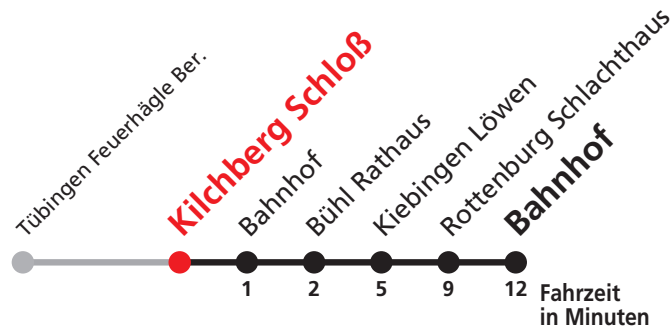 Tübingen Feuerhägle Ber.
Kilchberg Schloß
Bahnhof
Bühl Rathaus
Kiebingen Löwen
Rottenburg Schlachthaus
Bahnhof
1 2 5 9 12 Fahrzeit
in Minuten